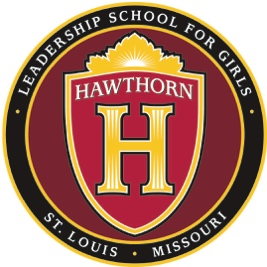 LEADERSHIP SCHOOL FOR GIRLS
HAWTHORN
H
ST. LOUIS • MISSOURI